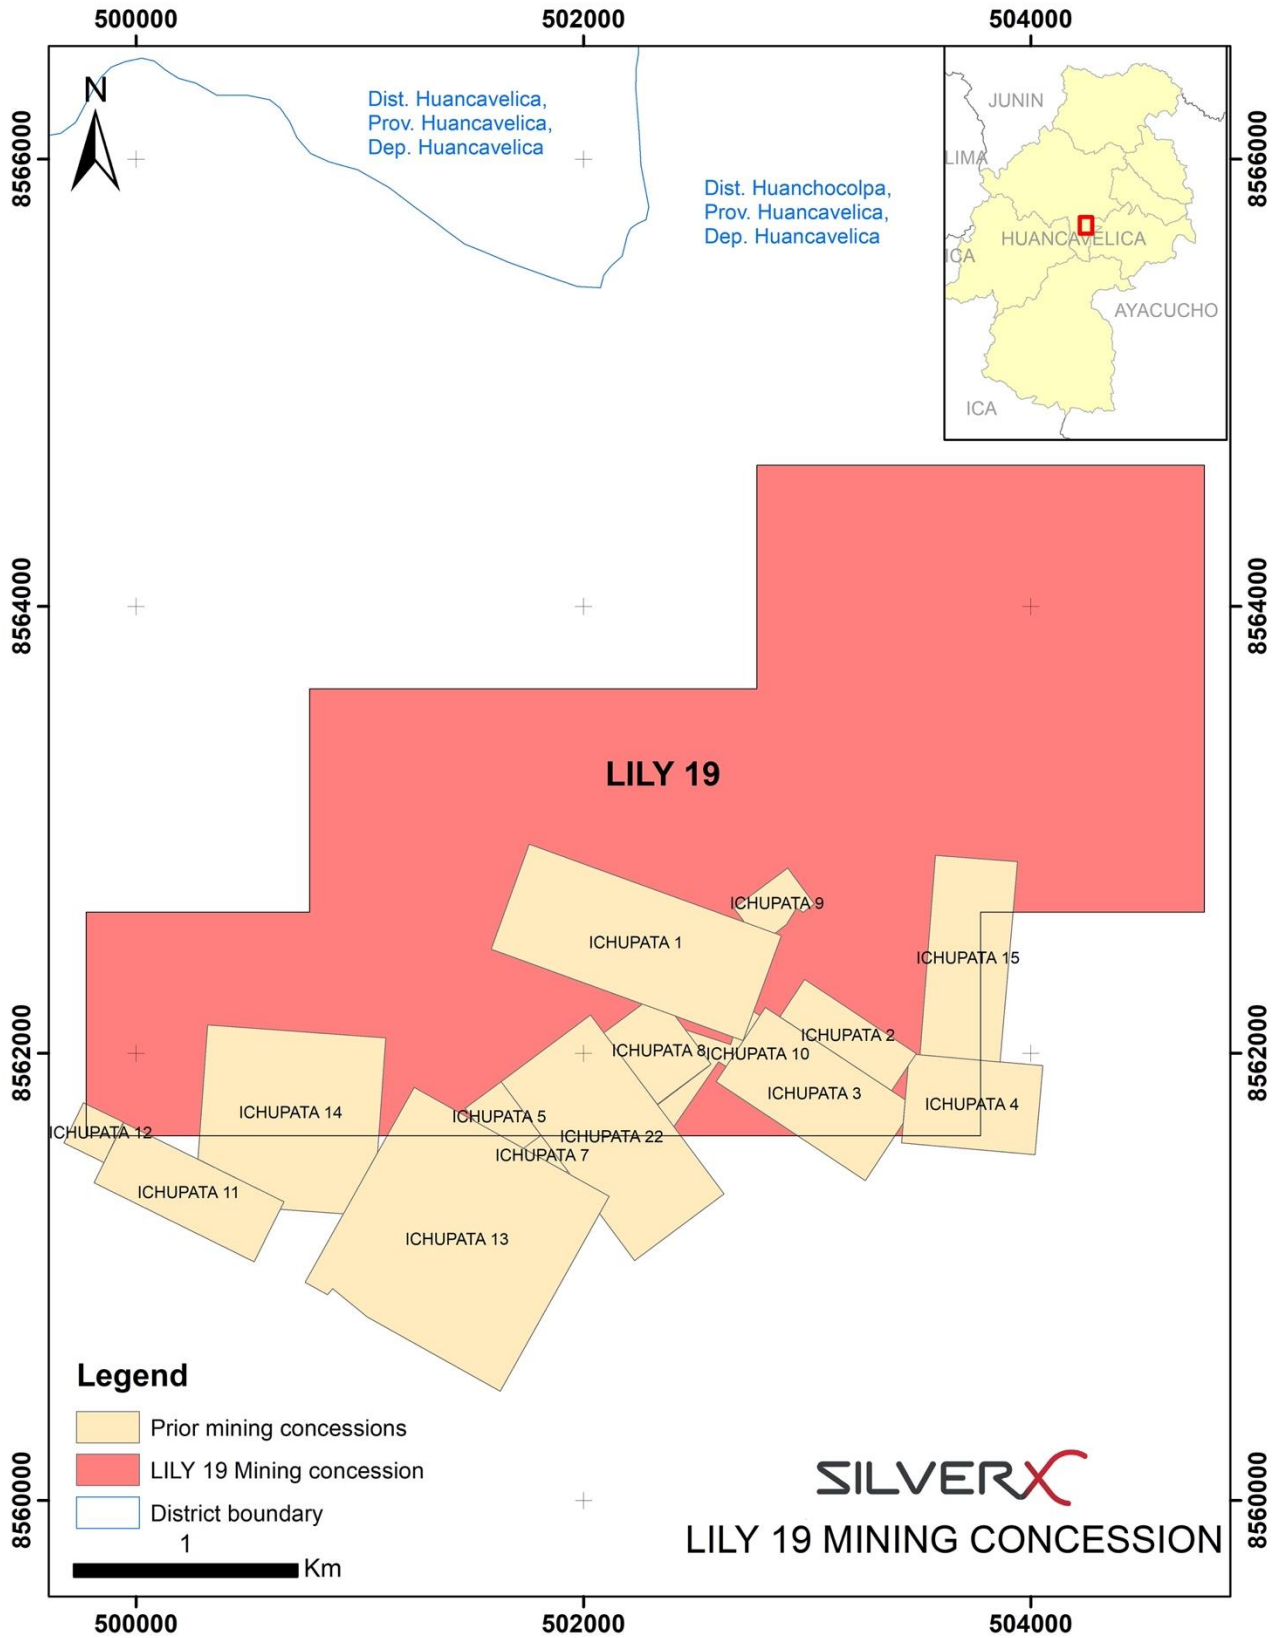 500000
502000
504000
N
8566000
8566000
Dist. Huancavelica,
Prov. Huancavelica,
Dep. Huancavelica
Dist. Huanchocolpa,
Prov. Huancavelica,
Dep. Huancavelica
JUNIN
LIMA
HUANCAVELICA
ICA
AYACUCHO
ICA
8564000
8564000
LILY 19
ICHUPATA 9
ICHUPATA 1
ICHUPATA 15
8562000
8562000
ICHUPATA 2
ICHUPATA 8
ICHUPATA 10
ICHUPATA 3
ICHUPATA 4
ICHUPATA 14
ICHUPATA 5
ICHUPATA 12
ICHUPATA 22
ICHUPATA 7
ICHUPATA 11
ICHUPATA 13
Legend
Prior mining concessions
LILY 19 Mining concession
District boundary
1
Km
8560000
8560000
SILVERX
LILY 19 MINING CONCESSION
500000
502000
504000